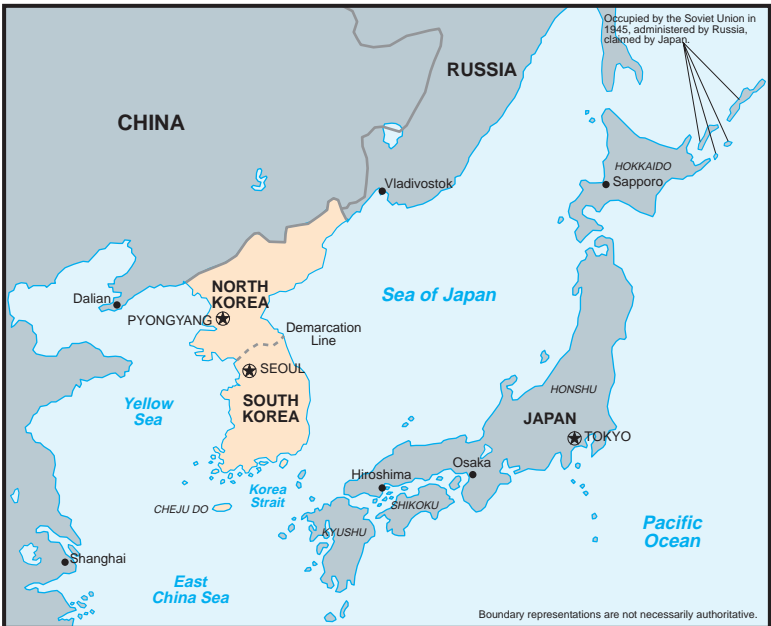 Occupied by the Soviet Union in
1945, administered by Russia,
claimed by Japan.
RUSSIA
CHINA
HOKKAIDO
Sapporo
Vladivostok
NORTH
KOREA
Sea of Japan
Dalian
PYONGYANG
Demarcation
Line
SEOUL
HONSHU
Yellow
Sea
SOUTH
KOREA
JAPAN
TOKYO
Osaka
Hiroshima
Korea
Strait
CHEJU DO
SHIKOKU
KYUSHU
Pacific
Ocean
Shanghai
East
China Sea
Boundary representations are not necessarily authoritative.